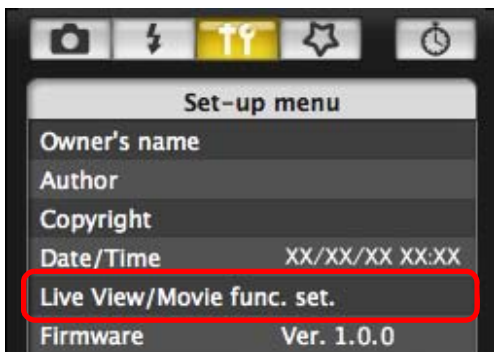 Set-up menu
Owner's name
Author
Copyright
Date/Time XX/XX/XX XX:XX
Live View/Movie func. set.
Firmware Ver. 1.0.0